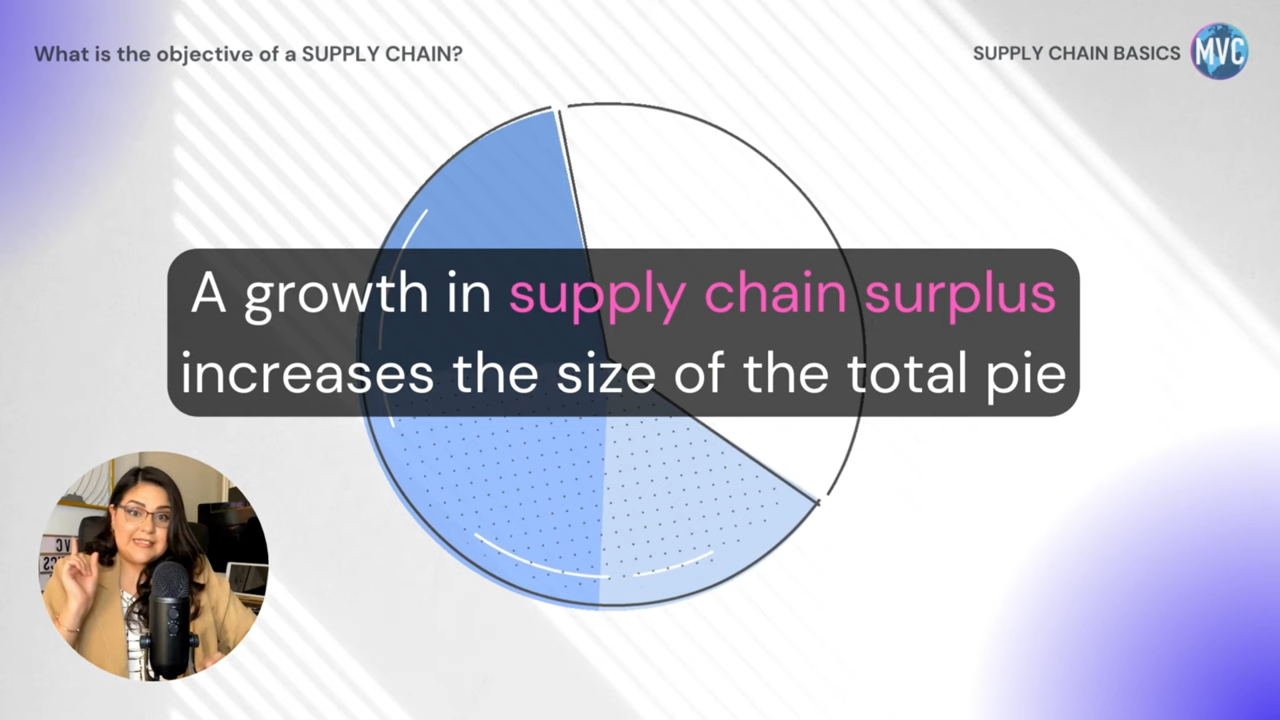 What is the objective of a SUPPLY CHAIN?
SUPPLY CHAIN BASICS
MVC
A growth in supply chain surplus
increases the size of the total pie